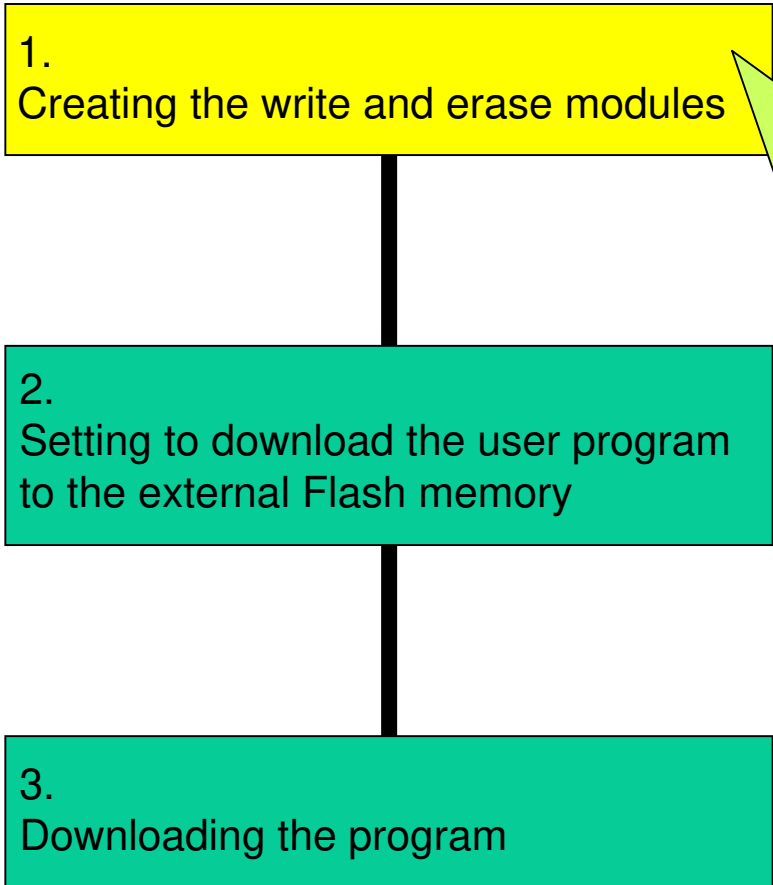 1.
Creating the write and erase modules
2.
Setting to download the user program
to the external Flash memory
3.
Downloading the program